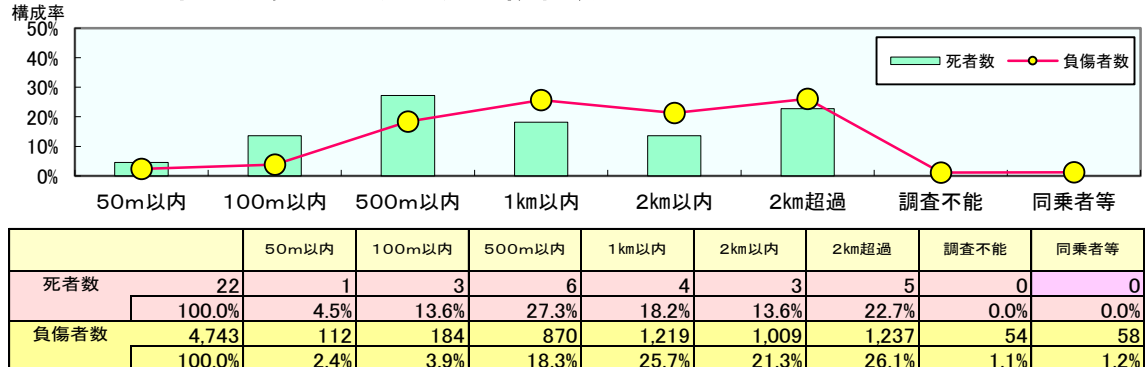 構成率
50%
40%
30%
20%
10%
0%
死者数 負傷者数
50m以内 100m以内 500m以内 1km以内 2km以内 2km超過 調査不能 同乗者等
50m以内 100m以内 500m以内 1km以内 2km以内 2km超過 調査不能 同乗者等
死者数 22 1 3 6 4 3 5 0 0
100.0% 4.5% 13.6% 27.3% 18.2% 13.6% 22.7% 0.0% 0.0%
負傷者数 4,743 112 184 870 1,219 1,009 1,237 54 58
100.0% 2.4% 3.9% 18.3% 25.7% 21.3% 26.1% 1.1% 1.2%